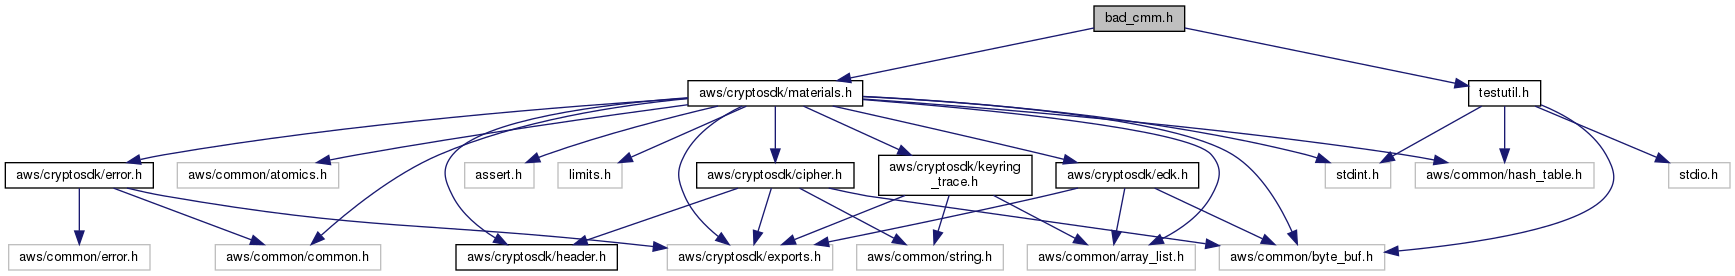 bad_cmm.h
aws/cryptosdk/materials.h
testutil.h
aws/cryptosdk/error.h
aws/common/atomics.h
assert.h
limits.h
aws/cryptosdk/cipher.h
aws/cryptosdk/keyring
_trace.h
aws/cryptosdk/edk.h
stdint.h
aws/common/hash_table.h
stdio.h
aws/common/error.h
aws/common/common.h
aws/cryptosdk/header.h
aws/cryptosdk/exports.h
aws/common/string.h
aws/common/array_list.h
aws/common/byte_buf.h